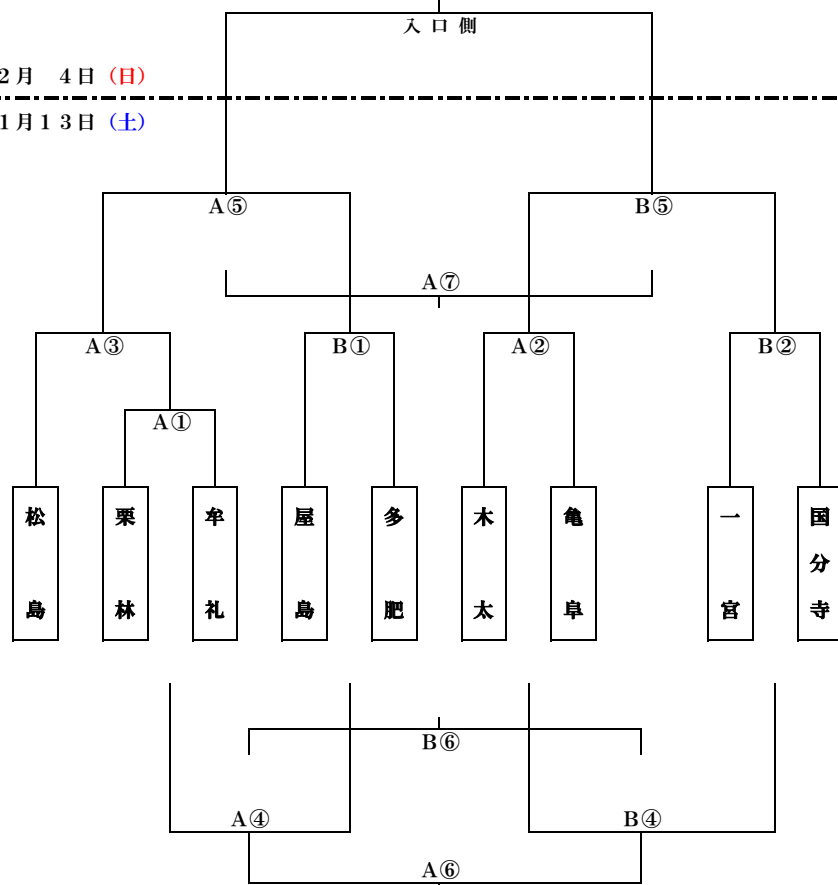 入口側
2月 4日（日）
1月13日（土）
A⑤
B⑤
A⑦
A③
B①
A②
B②
A①
松島
栗林
牟礼
屋島
多肥
木太
亀阜
一宮
国分寺
B⑥
A④
B④
A⑥